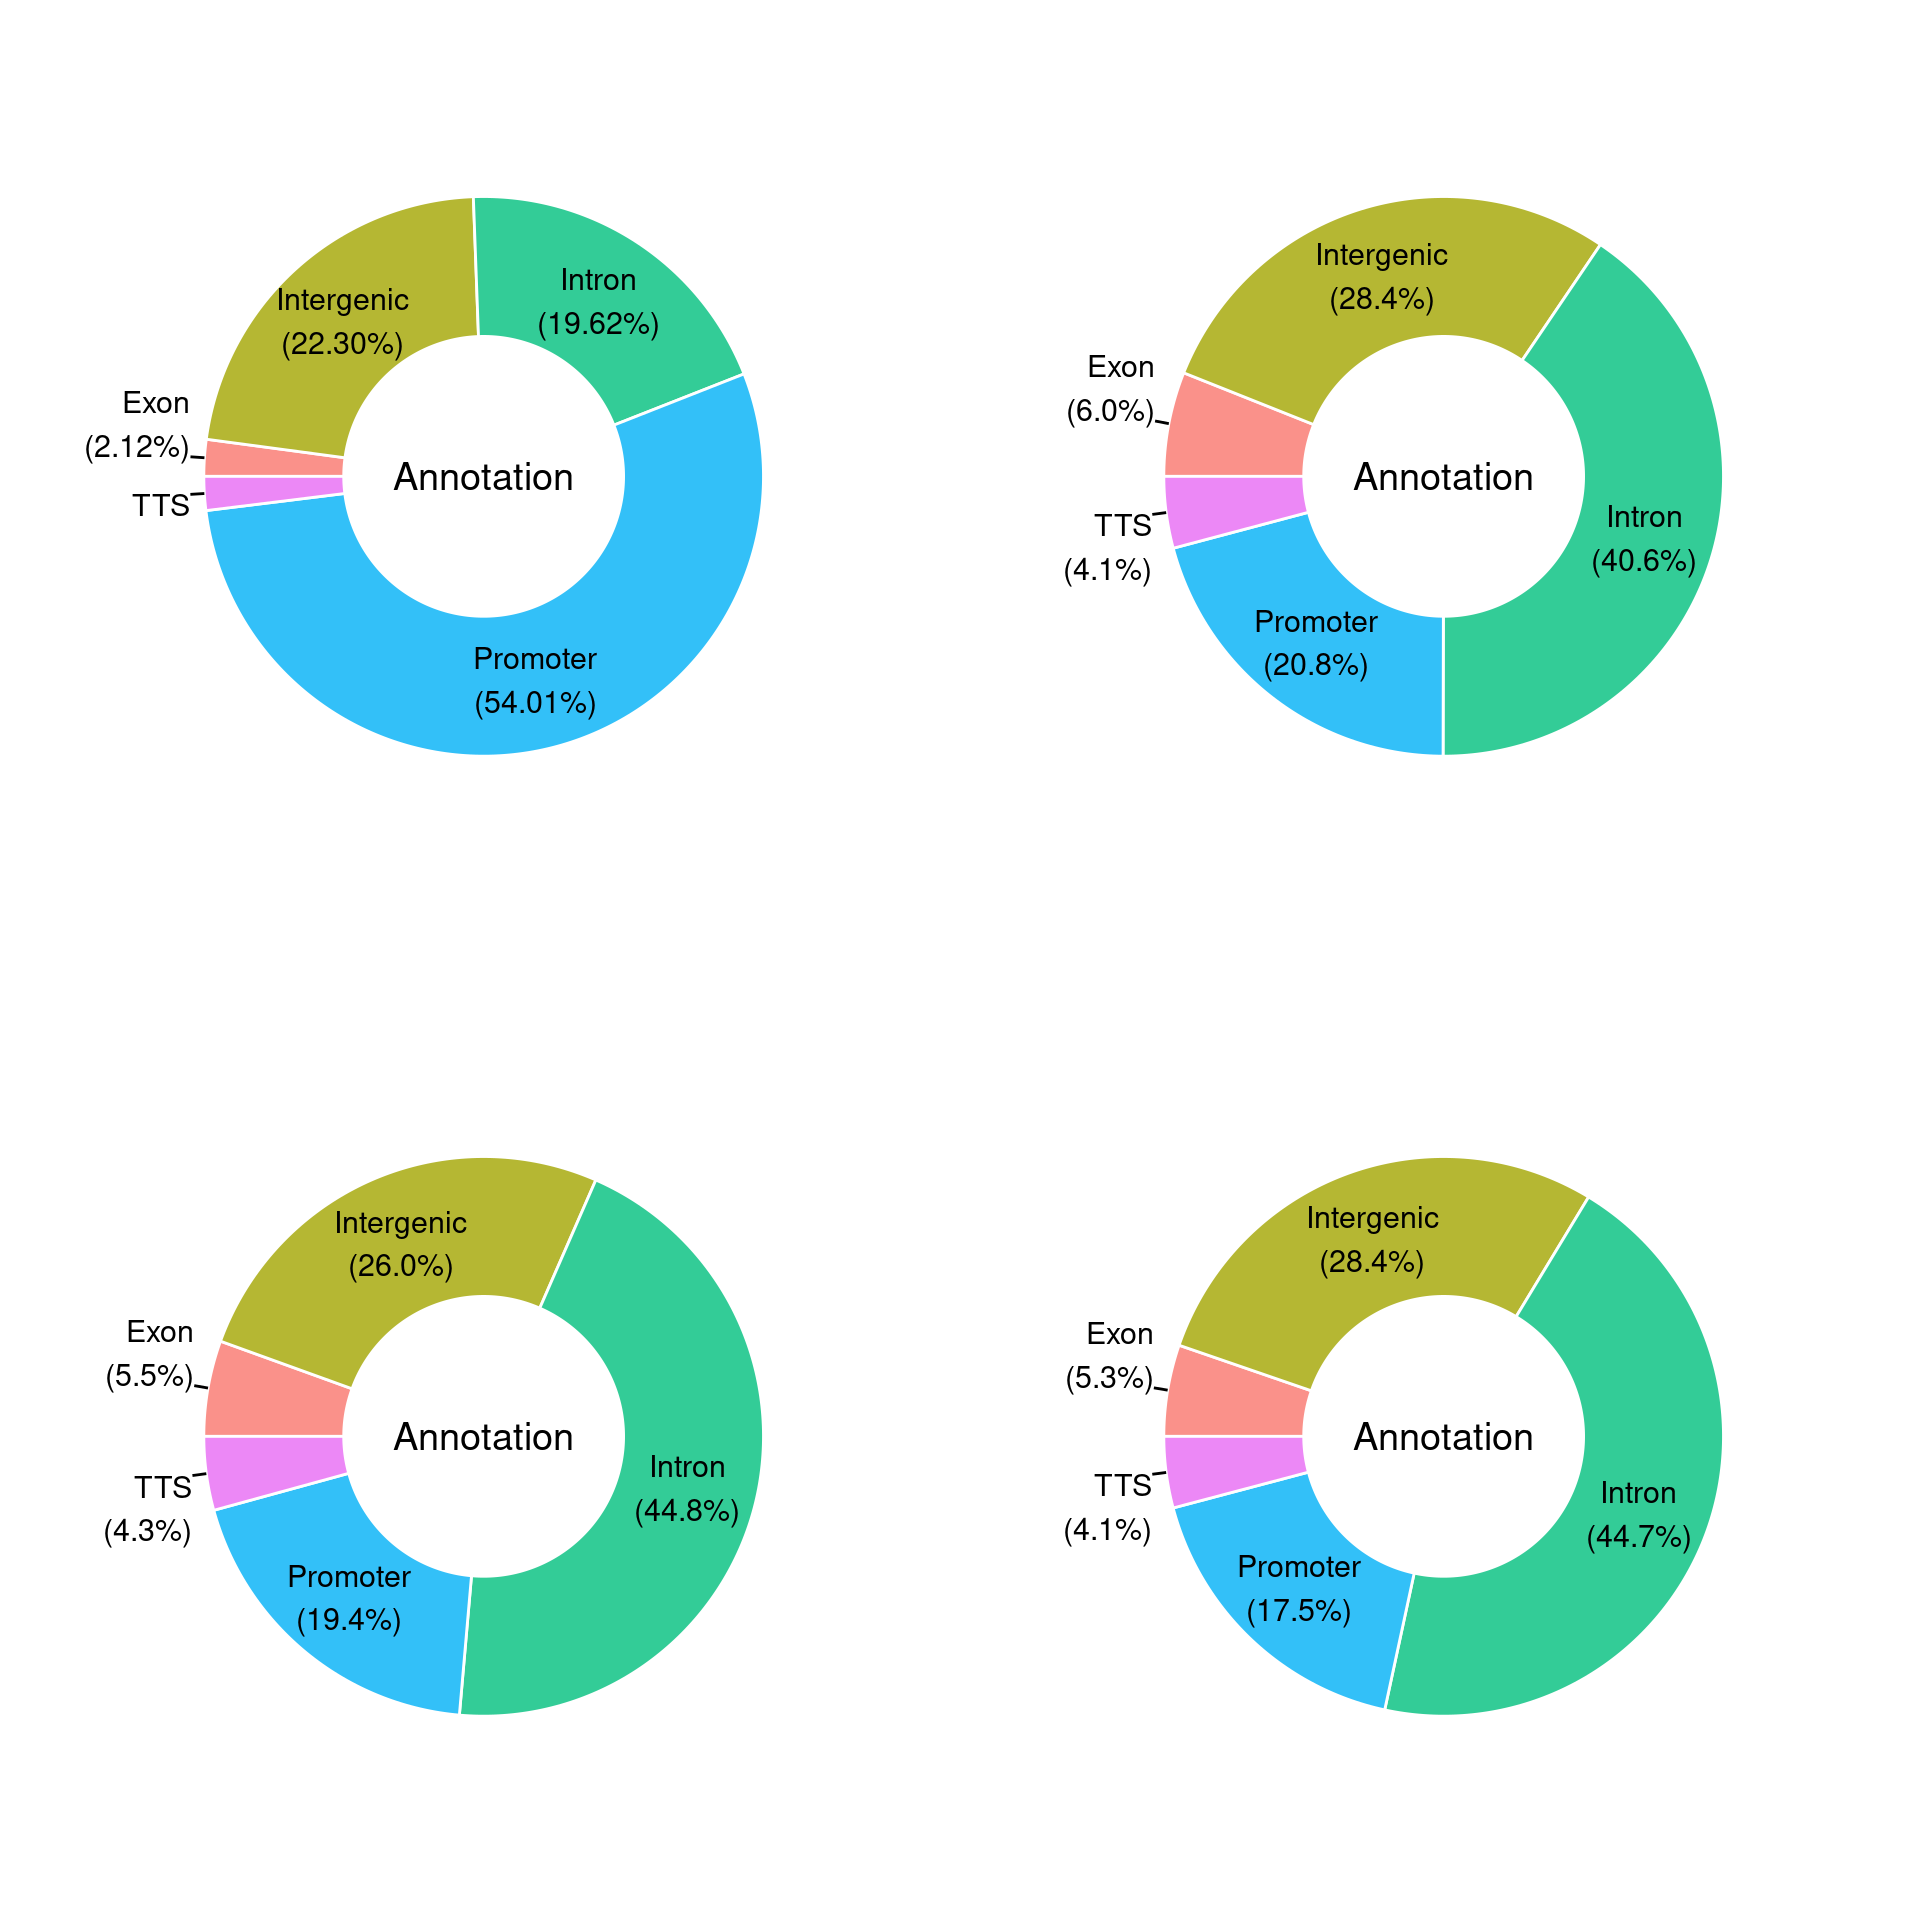 Intergenic
(22.30%)
Intron
(19.62%)
Exon
(2.12%)
TTS
Annotation
Promoter
(54.01%)
Intergenic
(28.4%)
Exon
(6.0%)
TTS
(4.1%)
Annotation
Intron
(40.6%)
Promoter
(20.8%)
Intergenic
(26.0%)
Exon
(5.5%)
TTS
(4.3%)
Annotation
Intron
(44.8%)
Promoter
(19.4%)
Intergenic
(28.4%)
Exon
(5.3%)
TTS
(4.1%)
Annotation
Intron
(44.7%)
Promoter
(17.5%)